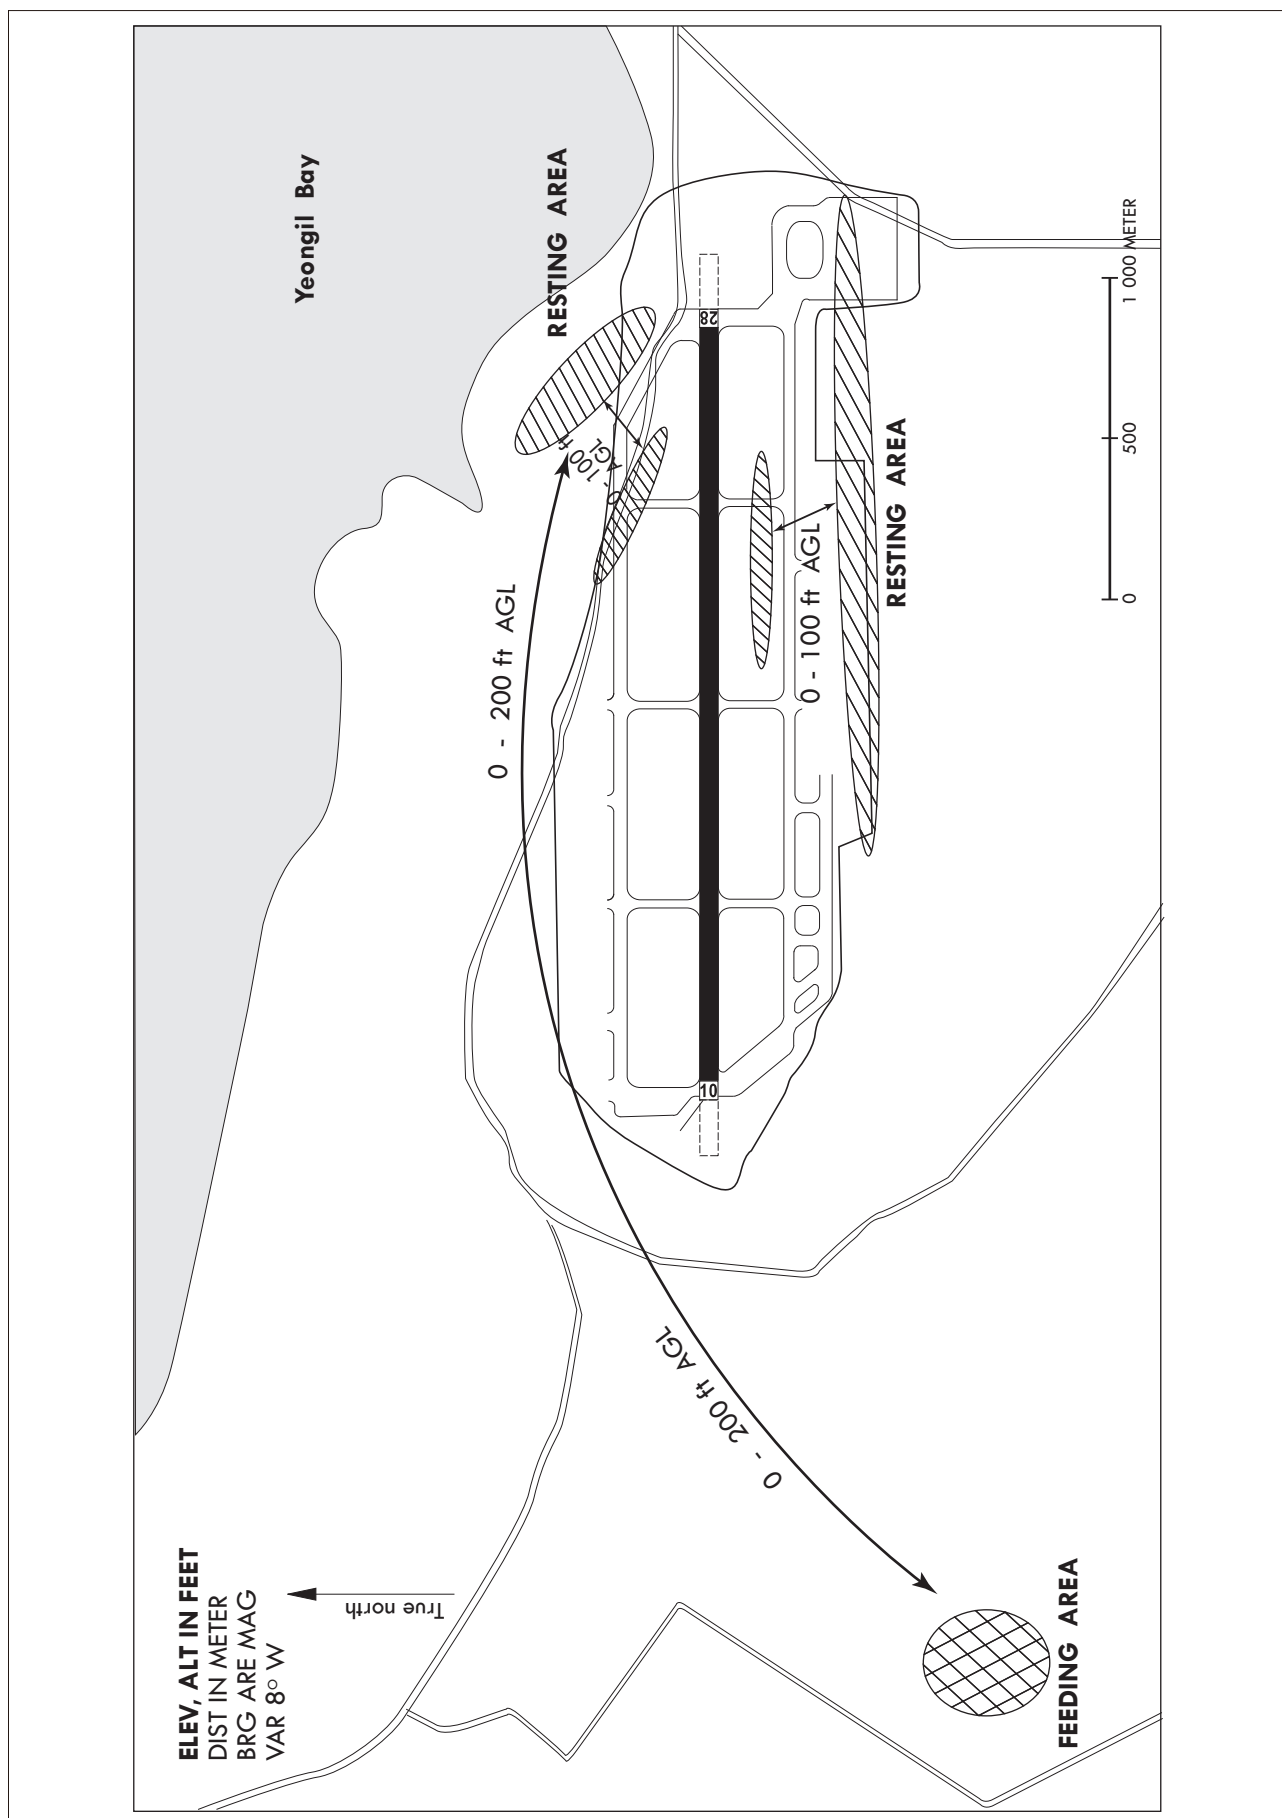 ELEV, ALT IN FEET
DIST IN METER
BRG ARE MAG
VAR 8° W
True north
Yeongil Bay
RESTING AREA
0 - 200 ft AGL
0 - 100 ft
AGL
28
10
0 - 100 ft AGL
RESTING AREA
0 - 200 ft AGL
FEEDING AREA
0
500
1 000 METER